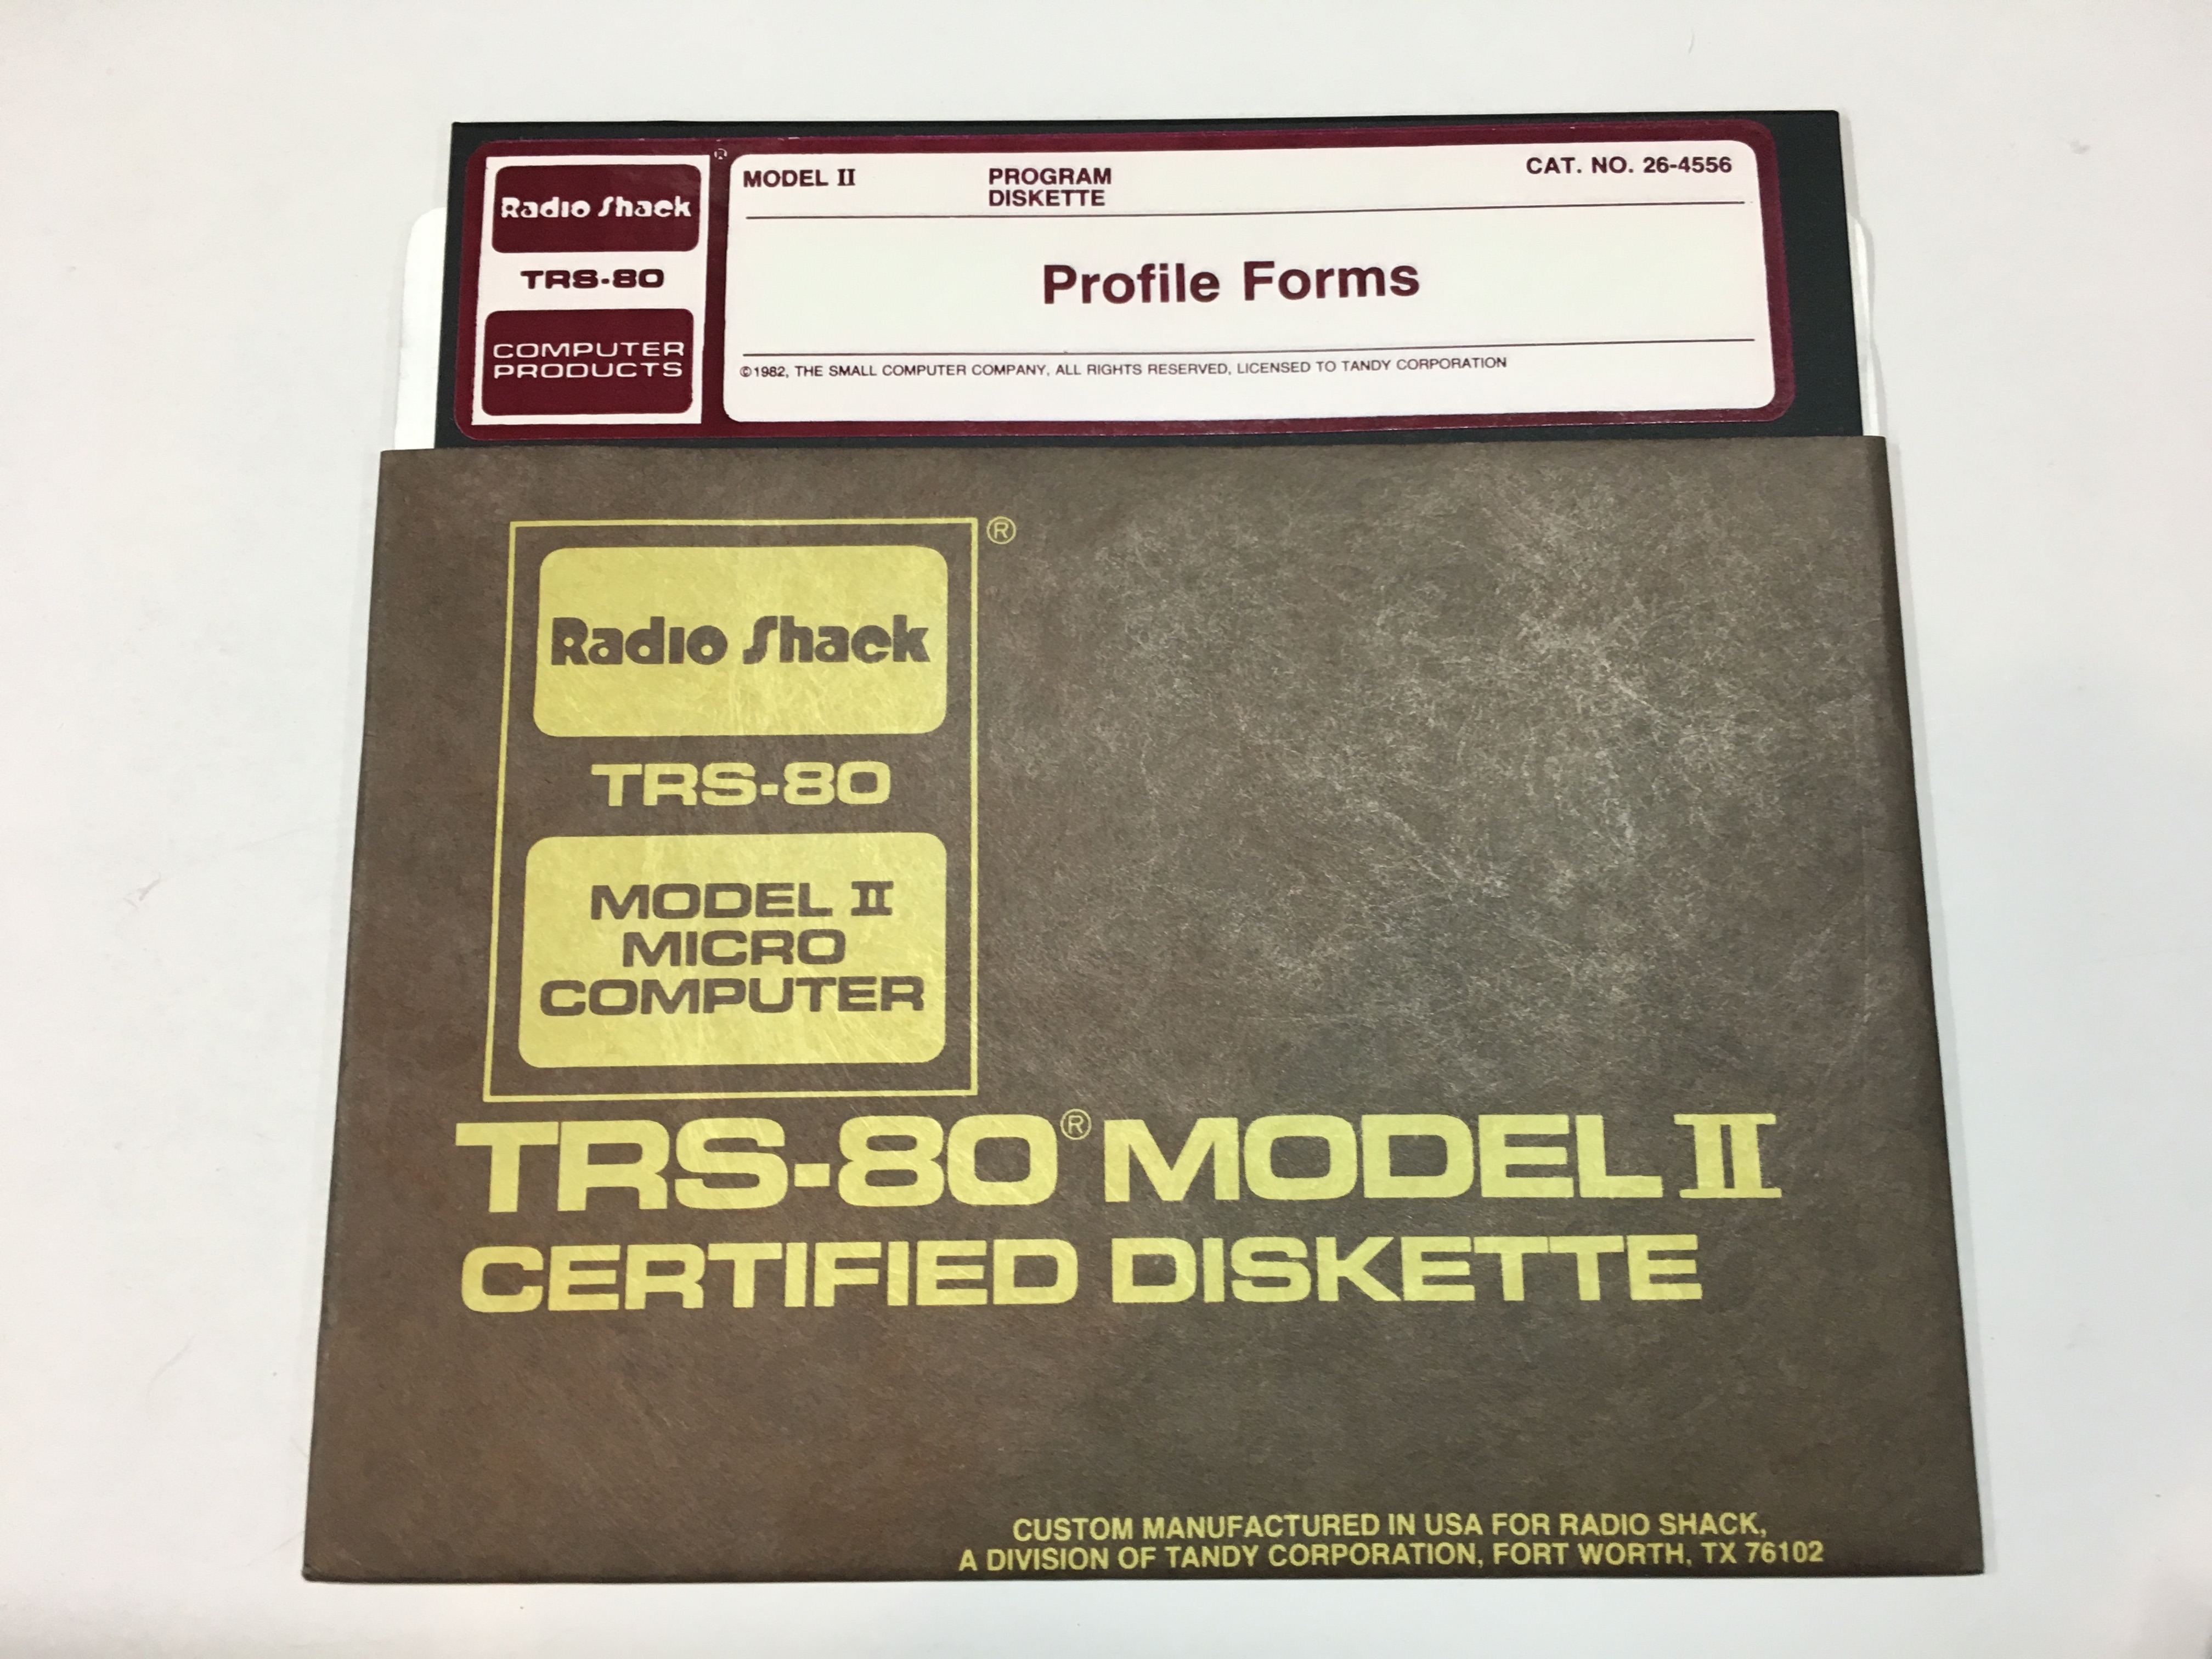 ®
Radio Shack
TRS-80
COMPUTER
PRODUCTS
MODEL II
PROGRAM
DISKETTE
CAT. NO. 26-4556
Profile Forms
©1982, THE SMALL COMPUTER COMPANY, ALL RIGHTS RESERVED, LICENSED TO TANDY CORPORATION
®
Radio Shack
TRS-80
MODEL II
MICRO
COMPUTER
TRS-80® MODEL II
CERTIFIED DISKETTE
CUSTOM MANUFACTURED IN USA FOR RADIO SHACK,
A DIVISION OF TANDY CORPORATION, FORT WORTH, TX 76102